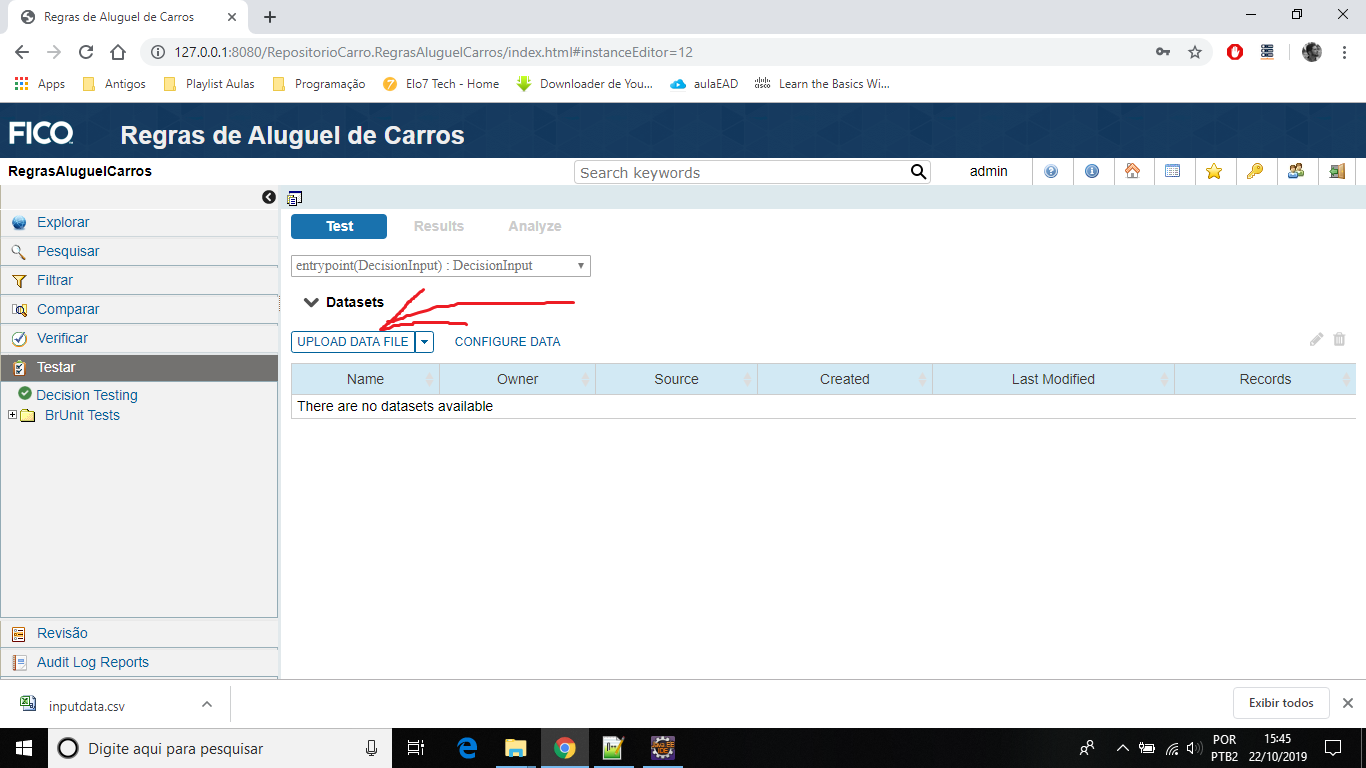 Regras de Aluguel de Carros
127.0.0.1:8080/RepositorioCarro.RegrasAluguelCarros/index.html#instanceEditor=12
Apps Antigos Playlist Aulas Programação Elo7 Tech - Home Downloader de You... aulaEAD Learn the Basics Wi...
FICO Regras de Aluguel de Carros
RegrasAluguelCarros Search keywords admin
Explorar
Pesquisar
Filtrar
Comparar
Verificar
Testar
Decision Testing
BrUnit Tests
Revisão
Audit Log Reports
Test Results Analyze
entrypoint(DecisionInput) : DecisionInput
Datasets
UPLOAD DATA FILE CONFIGURE DATA
Name Owner Source Created Last Modified Records
There are no datasets available
inputdata.csv Exibir todos
Digite aqui para pesquisar
POR
PTB2
15:45
22/10/2019